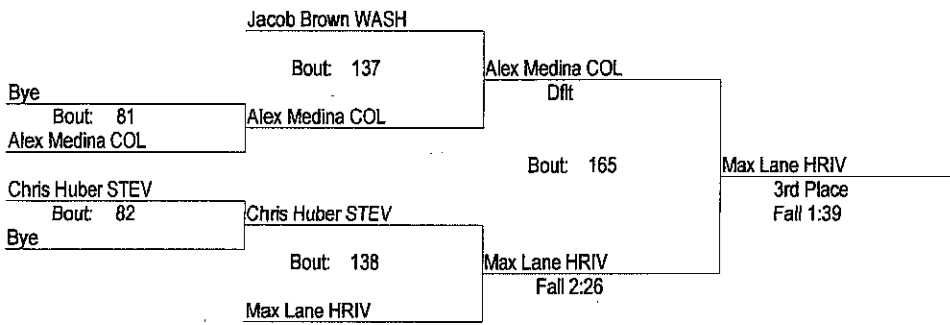 Jacob Brown WASH
Bout: 137
Alex Medina COL
Dflt
Bye
Bout: 81
Alex Medina COL
Alex Medina COL
Bout: 165
Max Lane HRIV
3rd Place
Fall 1:39
Chris Huber STEV
Bout: 82
Bye
Chris Huber STEV
Bout: 138
Max Lane HRIV
Fall 2:26
Max Lane HRIV